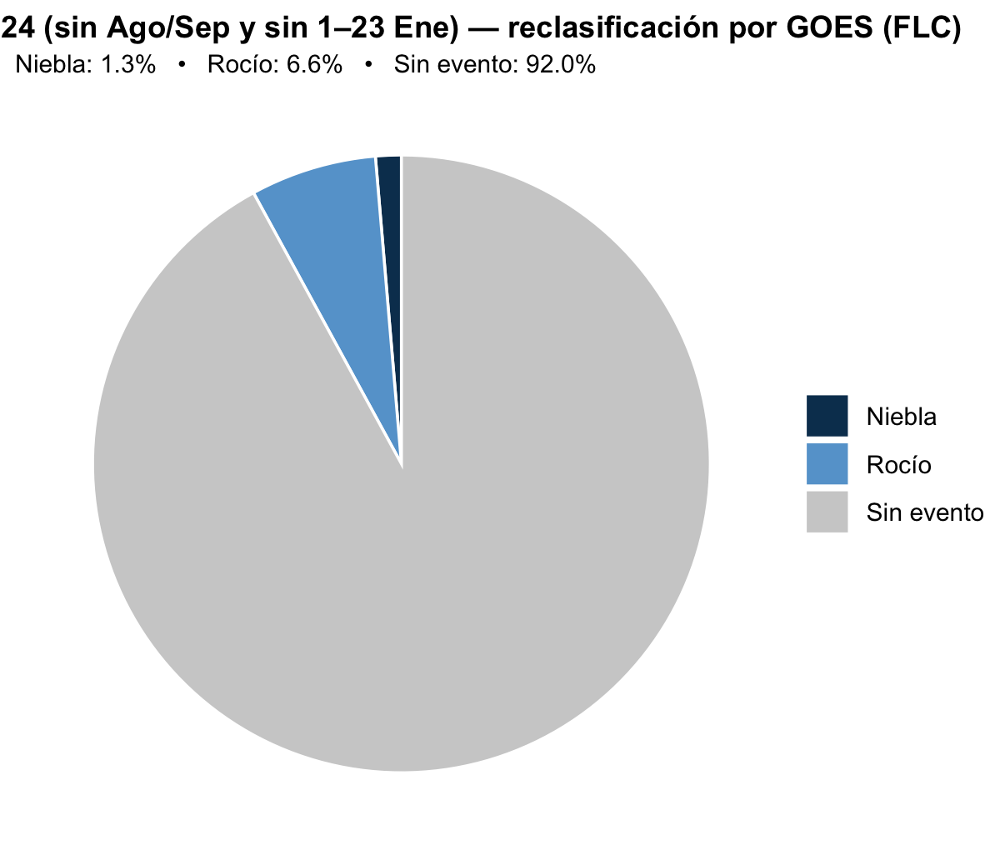 24 (sin Ago/Sep y sin 1–23 Ene) — reclasificación por GOES (FLC)
Niebla: 1.3% • Rocío: 6.6% • Sin evento: 92.0%
Niebla
Rocío
Sin evento